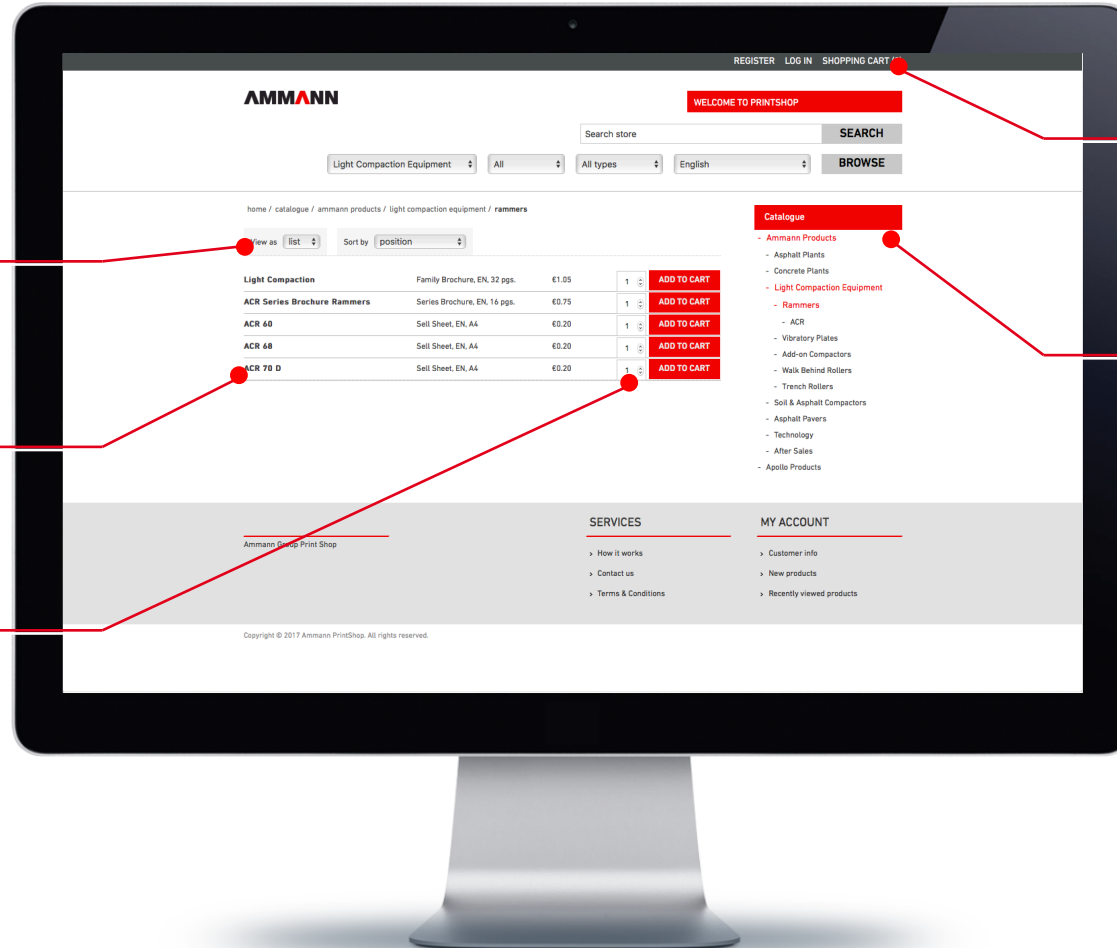 REGISTER LOG IN SHOPPING CART
AMMANN
WELCOME TO PRINTSHOP
Search store SEARCH
Light Compaction Equipment All All types English BROWSE
home / catalogue / ammann products / light compaction equipment / rammers
Catalogue
View as list Sort by position
- Ammann Products
- Asphalt Plants
- Concrete Plants
- Light Compaction Equipment
- Rammers
- ACR
- Vibratory Plates
- Add-on Compactors
- Walk Behind Rollers
- Trench Rollers
- Soil & Asphalt Compactors
- Asphalt Pavers
- Technology
- After Sales
- Apollo Products
Light Compaction Family Brochure, EN, 32 pgs. €1.05 1 ADD TO CART
ACR Series Brochure Rammers Series Brochure, EN, 16 pgs. €0.75 1 ADD TO CART
ACR 60 Sell Sheet, EN, A4 €0.20 1 ADD TO CART
ACR 68 Sell Sheet, EN, A4 €0.20 1 ADD TO CART
ACR 70 D Sell Sheet, EN, A4 €0.20 1 ADD TO CART
Ammann Group Print Shop
SERVICES
> How it works
> Contact us
> Terms & Conditions
MY ACCOUNT
> Customer info
> New products
> Recently viewed products
Copyright © 2017 Ammann PrintShop. All rights reserved.